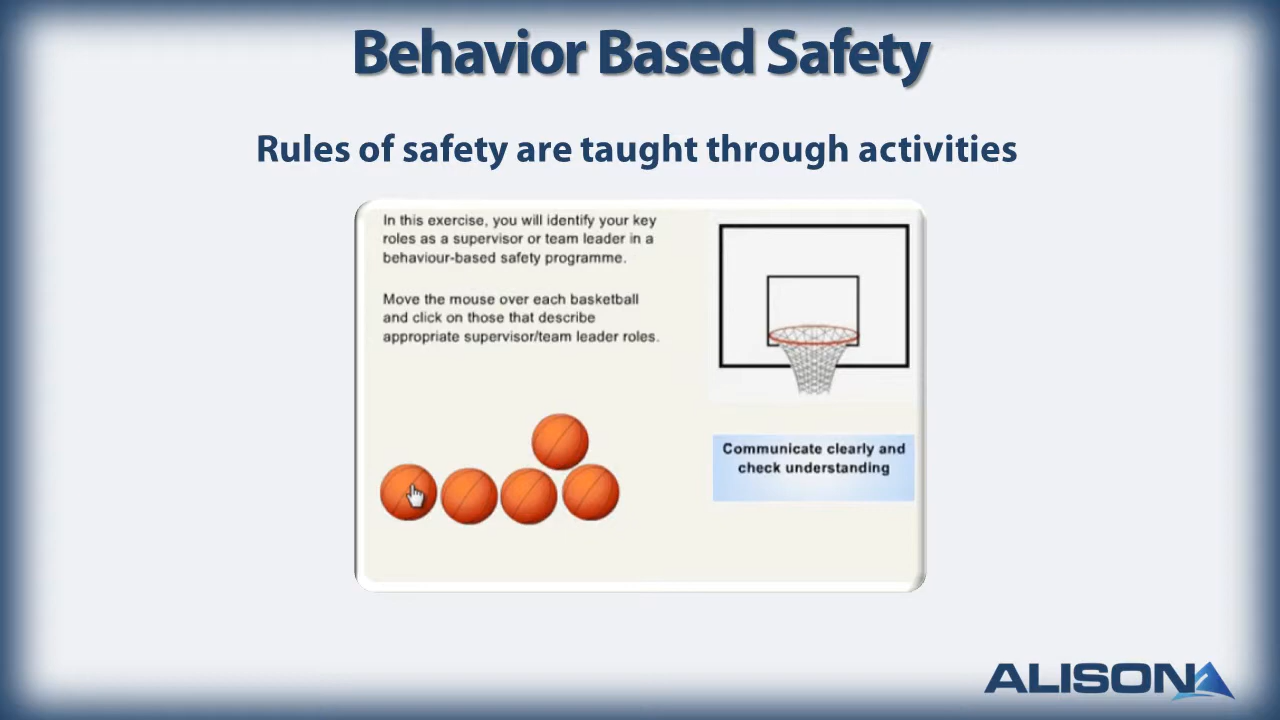 Behavior Based Safety
Rules of safety are taught through activities
In this exercise, you will identify your key
roles as a supervisor or team leader in a
behaviour-based safety programme.
Move the mouse over each basketball
and click on those that describe
appropriate supervisor/team leader roles.
Communicate clearly and
check understanding
ALISON